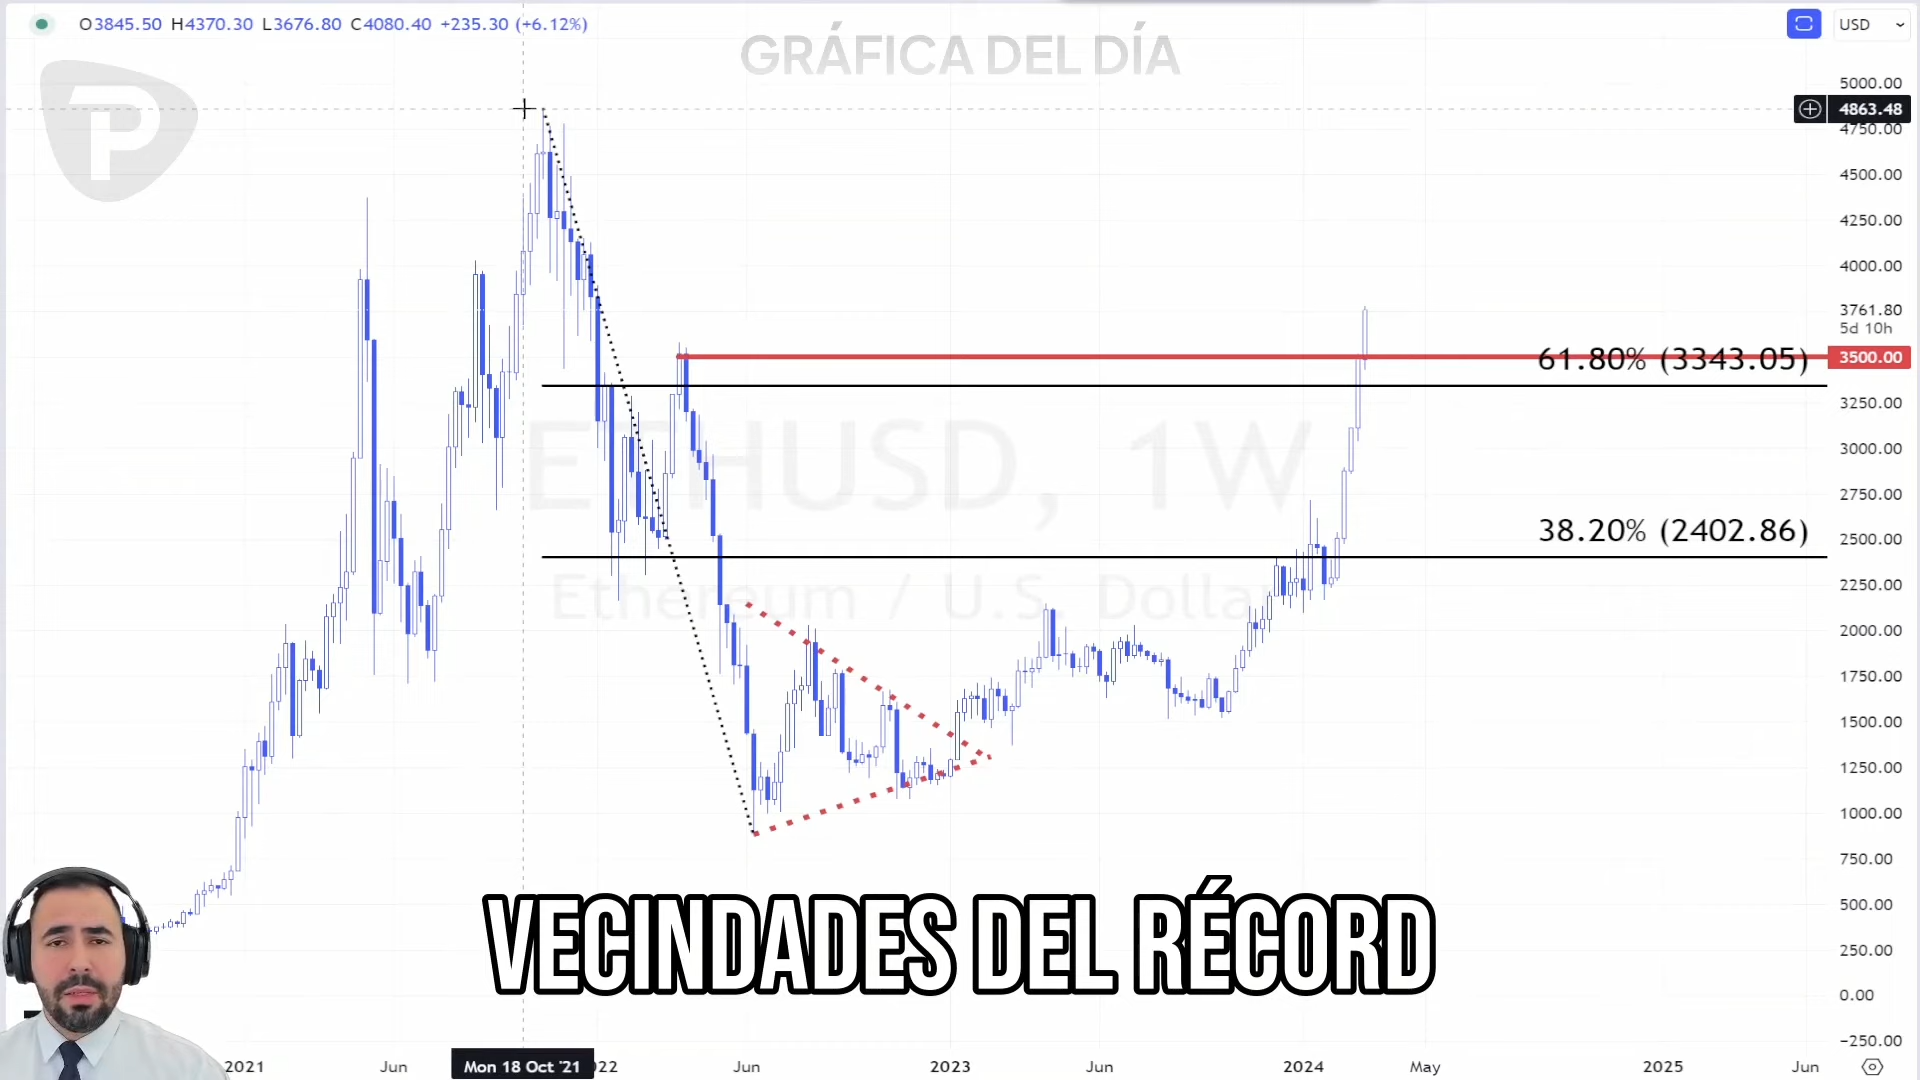 O3845.50 H4370.30 L3676.80 C4080.40 +235.30 (+6.12%)
GRÁFICA DEL DÍA
USD
P
5000.00
4863.48
4750.00
4500.00
4250.00
4000.00
3761.80
5d 10h
61.80% (3343.05)
3500.00
3250.00
ETHUSD, 1W
3000.00
2750.00
38.20% (2402.86)
2500.00
2250.00
Ethereum / U.S. Dollar
2000.00
1750.00
1500.00
1250.00
1000.00
750.00
500.00
250.00
0.00
−250.00
VECINDADES DEL RÉCORD
2021 Jun Mon 18 Oct '21 22 Jun 2023 Jun 2024 May 2025 Jun